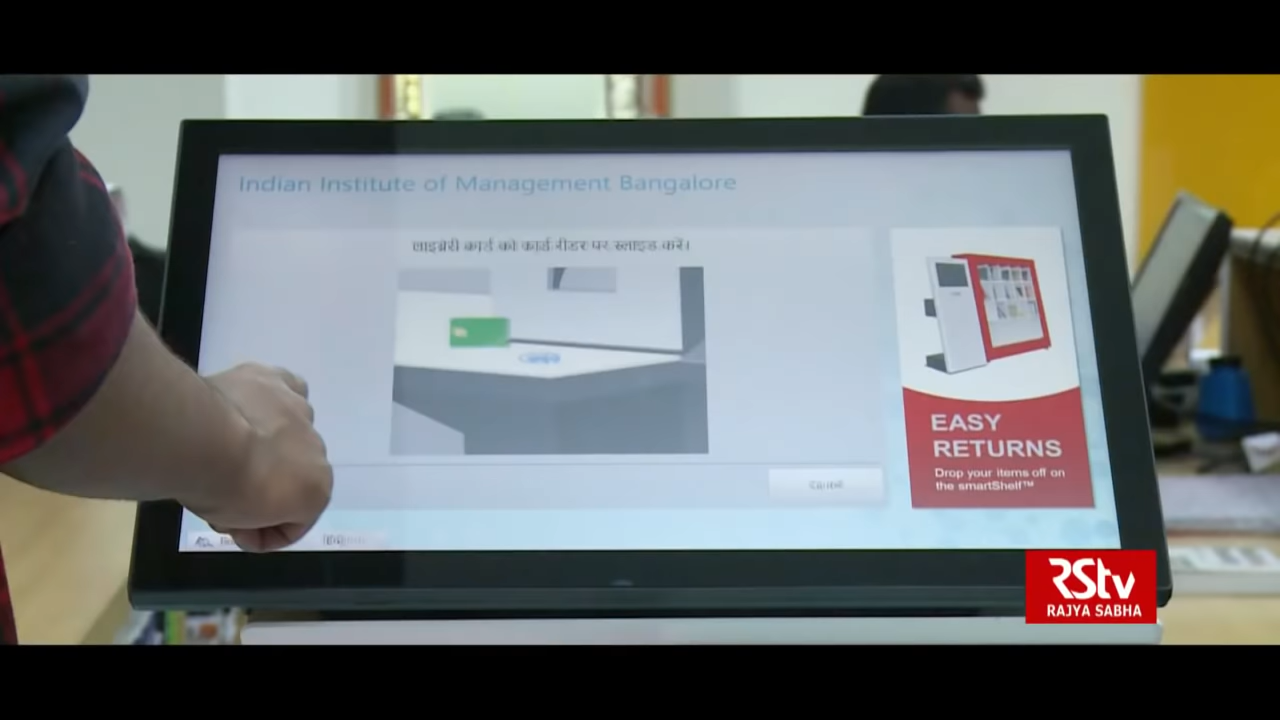 Indian Institute of Management Bangalore
लाइब्रेरी कार्ड को कार्ड रीडर पर स्लाइड करें।
EASY
RETURNS
Drop your items off on
the smartShelf™
RStv
RAJYA SABHA